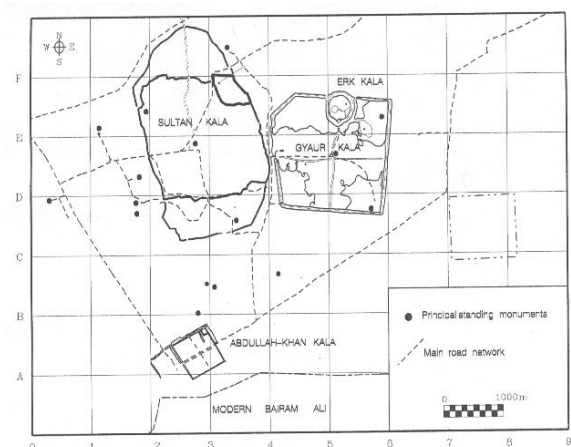 N
W E
S
F
ERK KALA
SULTAN KALA
E
GYAUR KALA
D
C
Principal standing monuments
B
Main road network
ABDULLAH-KHAN KALA
A
0 1000m
MODERN BAIRAM ALI
0 1 2 3 4 5 6 7 8 9